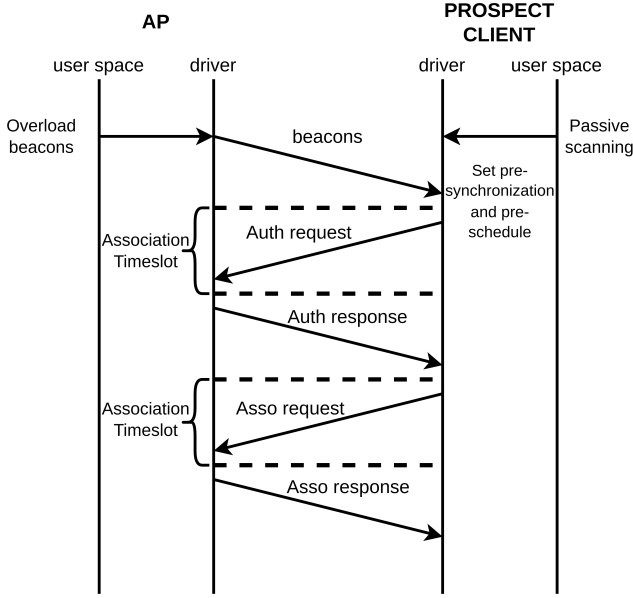 AP
PROSPECT
CLIENT
user space
driver
driver
user space
Overload
beacons
beacons
Passive
scanning
Set pre-
synchronization
and pre-
schedule
Association
Timeslot
Auth request
Auth response
Association
Timeslot
Asso request
Asso response